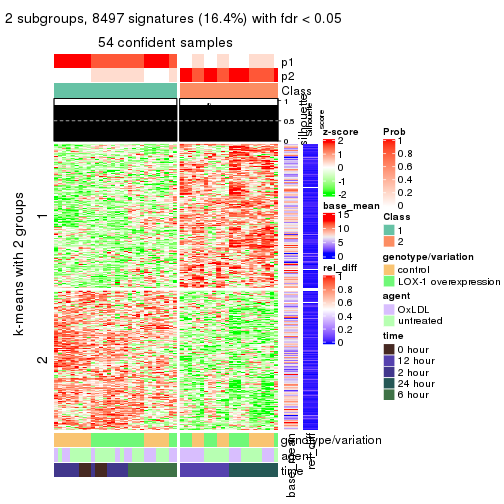 2 subgroups, 8497 signatures (16.4%) with fdr < 0.05
54 confident samples
p1
p2
Class
1
0.5
0
silhouette
score
k-means with 2 groups
1
2
genotype/variation
agent
time
base_mean
rel_diff
z-score
2
1
0
-1
-2
base_mean
15
10
5
0
rel_diff
1
0.8
0.6
0.4
0.2
0
Prob
1
0.8
0.6
0.4
0.2
0
Class
1
2
genotype/variation
control
LOX-1 overexpression
agent
OxLDL
untreated
time
0 hour
12 hour
2 hour
24 hour
6 hour